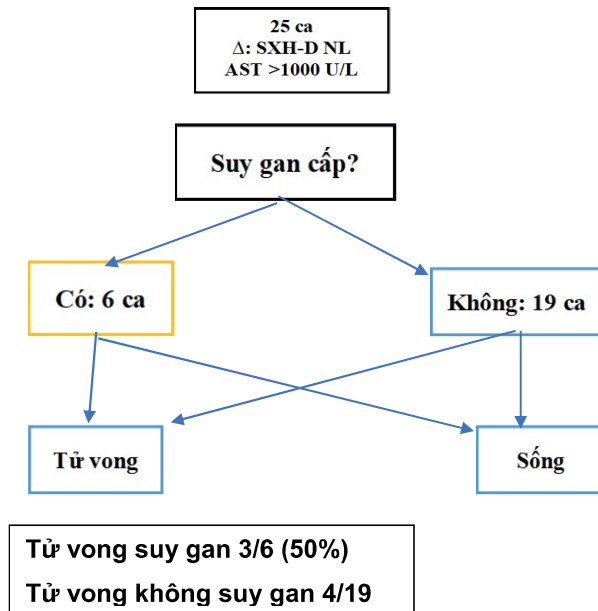 25 ca
Δ: SXH-D NL
AST >1000 U/L
Suy gan cấp?
Có: 6 ca
Không: 19 ca
Tử vong
Sống
Tử vong suy gan 3/6 (50%)
Tử vong không suy gan 4/19